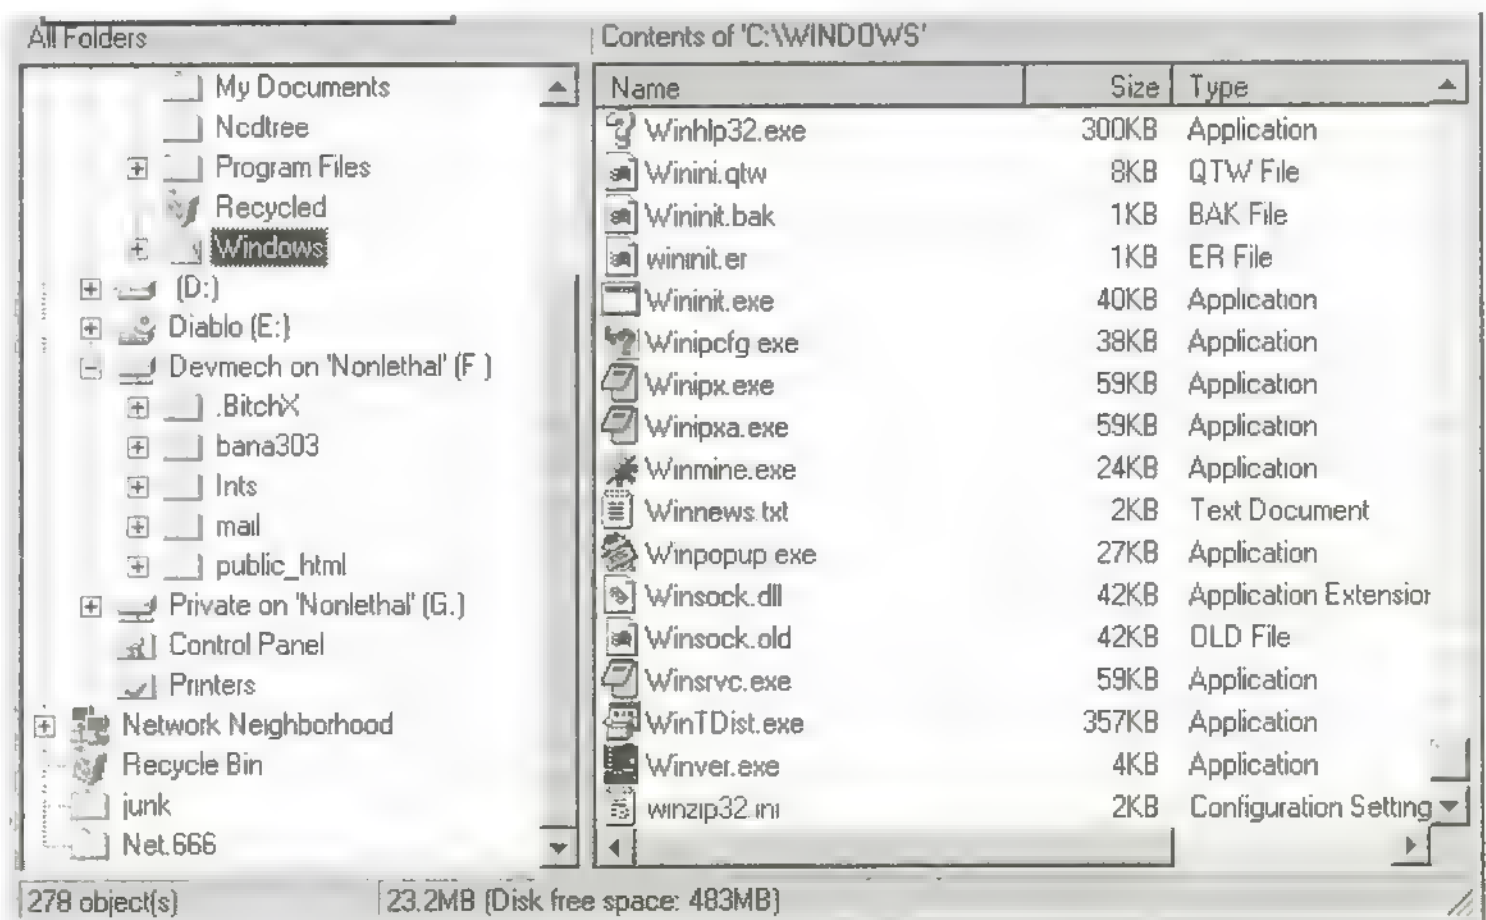 All Folders
Contents of 'C:\WINDOWS'
My Documents
Ncdtree
Program Files
Recycled
Windows
(D:)
Diablo (E:)
Devmech on 'Nonlethal' (F )
.BitchX
bana303
Ints
mail
public_html
Private on 'Nonlethal' (G.)
Control Panel
Printers
Network Neighborhood
Recycle Bin
junk
Net.666
Name Size Type
Winhlp32.exe 300KB Application
Winini.qtw 8KB QTW File
Wininit.bak 1KB BAK File
wininit.er 1KB ER File
Wininit.exe 40KB Application
Winipcfg exe 38KB Application
Winipx.exe 59KB Application
Winipxa.exe 59KB Application
Winmine.exe 24KB Application
Winnews.txt 2KB Text Document
Winpopup exe 27KB Application
Winsock.dll 42KB Application Extension
Winsock.old 42KB OLD File
Winsrvc.exe 59KB Application
WinTDist.exe 357KB Application
Winver.exe 4KB Application
winzip32.ini 2KB Configuration Setting
278 object(s)
23.2MB (Disk free space: 483MB)